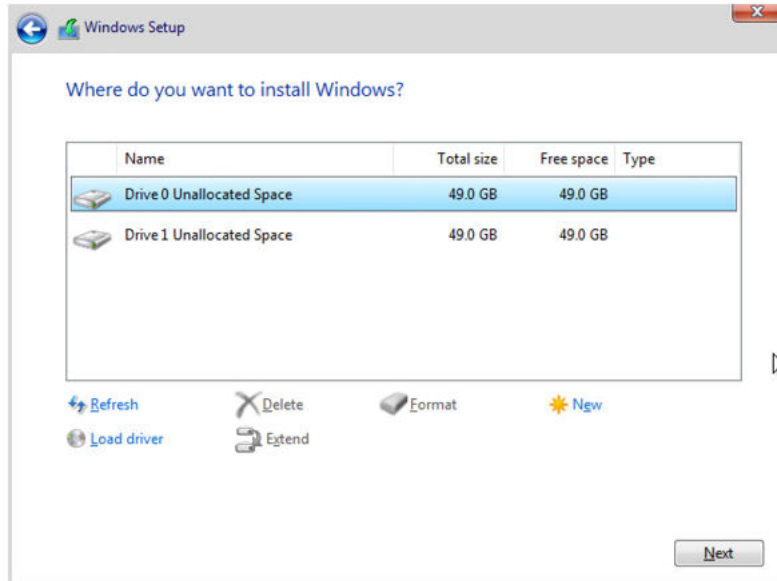 Windows Setup
Where do you want to install Windows?
Name Total size Free space Type
Drive 0 Unallocated Space 49.0 GB 49.0 GB
Drive 1 Unallocated Space 49.0 GB 49.0 GB
Refresh Delete Format New
Load driver Extend
Next